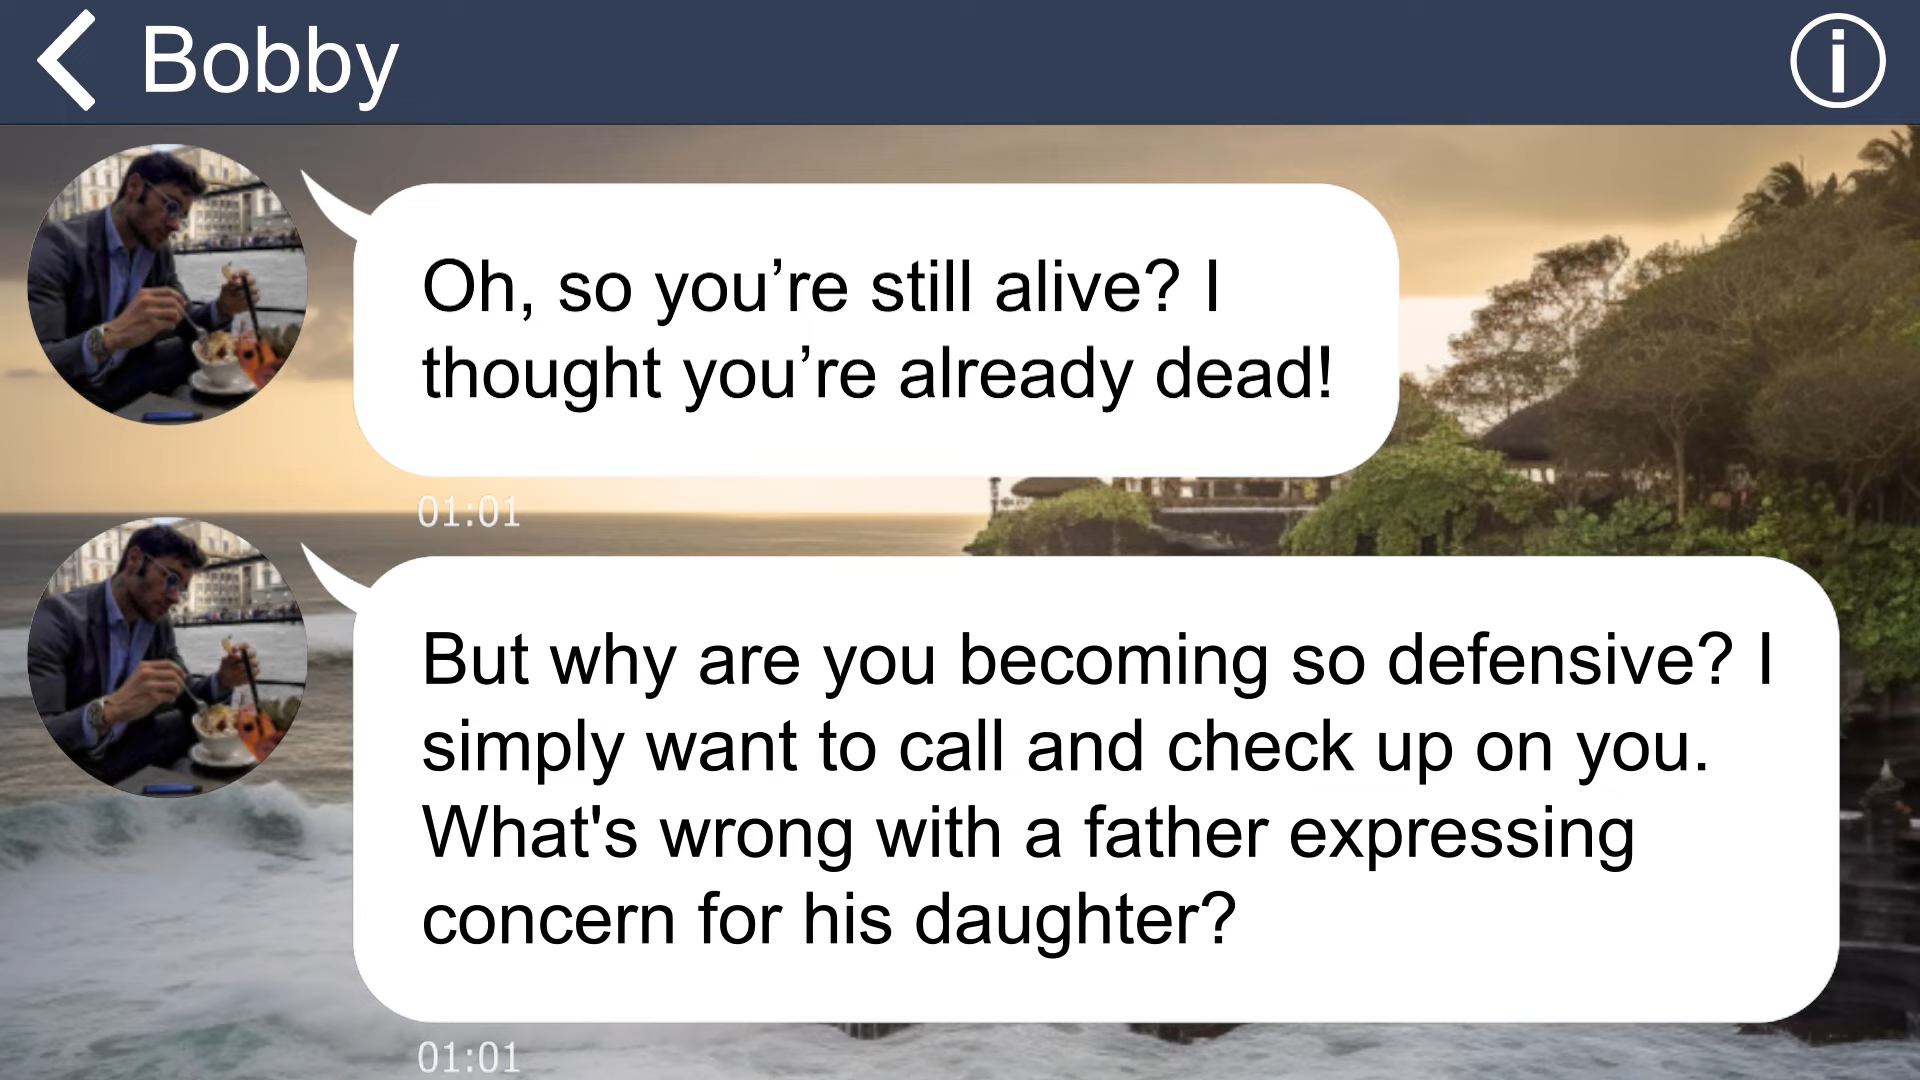 Bobby
Oh, so you’re still alive? I
thought you’re already dead!
01:01
But why are you becoming so defensive? I
simply want to call and check up on you.
What's wrong with a father expressing
concern for his daughter?
01:01